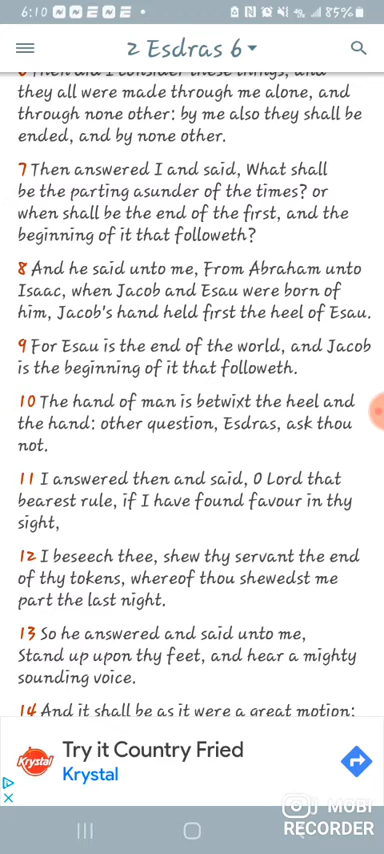 6:10
85%
2 Esdras 6
6 Then did I consider these things, and
they all were made through me alone, and
through none other: by me also they shall be
ended, and by none other.
7 Then answered I and said, What shall
be the parting asunder of the times? or
when shall be the end of the first, and the
beginning of it that followeth?
8 And he said unto me, From Abraham unto
Isaac, when Jacob and Esau were born of
him, Jacob's hand held first the heel of Esau.
9 For Esau is the end of the world, and Jacob
is the beginning of it that followeth.
10 The hand of man is betwixt the heel and
the hand: other question, Esdras, ask thou
not.
11 I answered then and said, O Lord that
bearest rule, if I have found favour in thy
sight,
12 I beseech thee, shew thy servant the end
of thy tokens, whereof thou shewedst me
part the last night.
13 So he answered and said unto me,
Stand up upon thy feet, and hear a mighty
sounding voice.
14 And it shall be as it were a great motion;
Krystal
Try it Country Fried
Krystal
MOBI
RECORDER